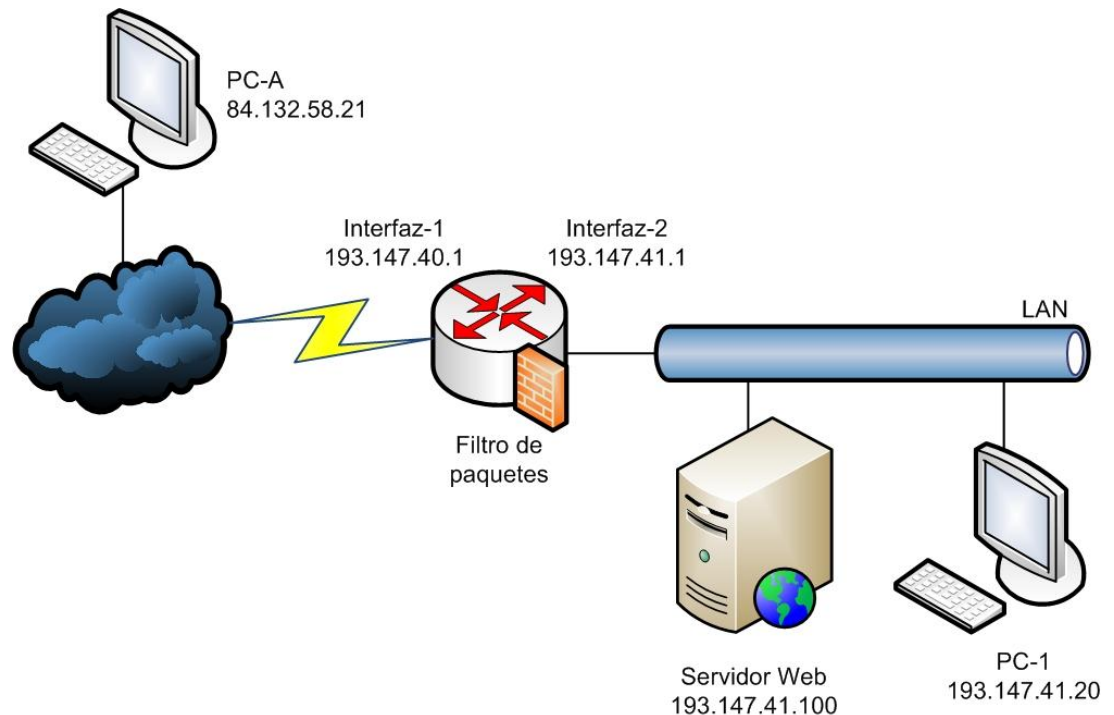 PC-A
84.132.58.21
Interfaz-1
193.147.40.1
Interfaz-2
193.147.41.1
LAN
Filtro de
paquetes
Servidor Web
193.147.41.100
PC-1
193.147.41.20